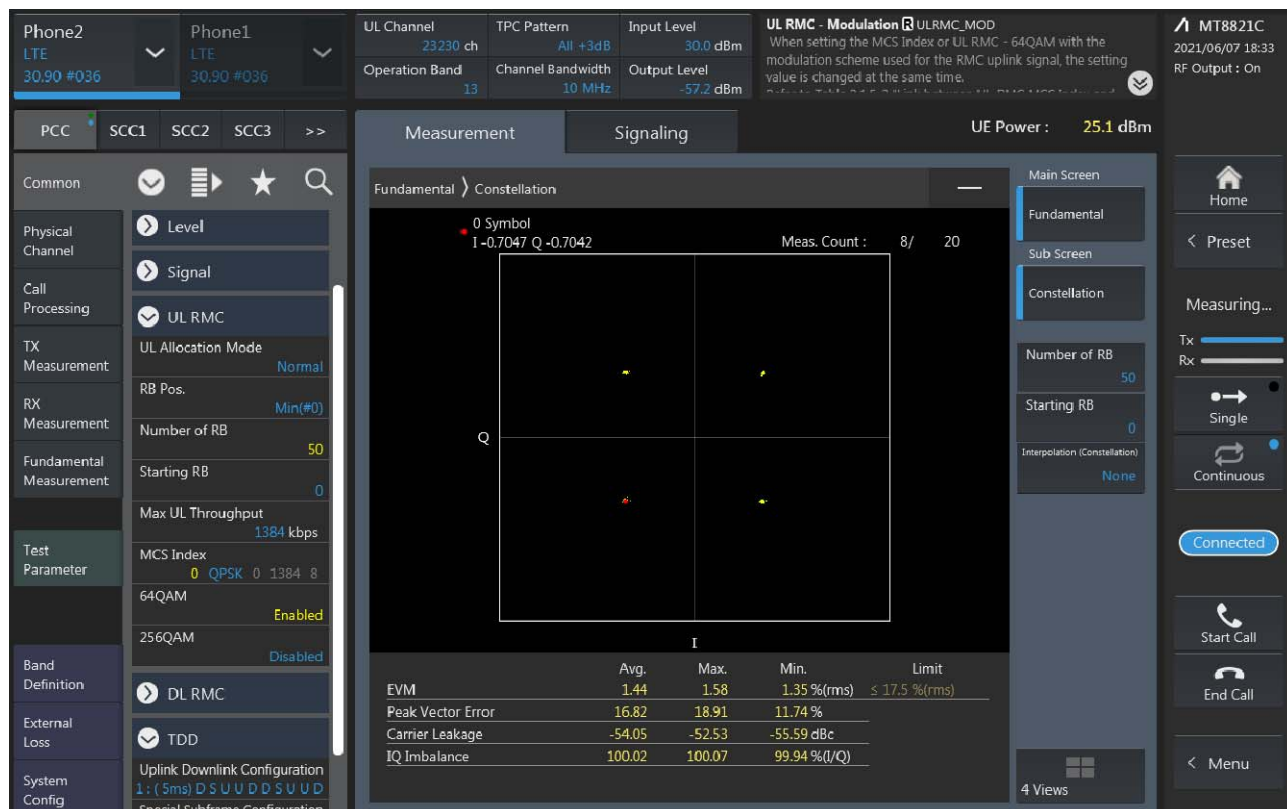 Phone2
LTE
30.90 #036
Phone1
LTE
30.90 #036
UL Channel
23230 ch
Operation Band
13
TPC Pattern
All +3dB
Channel Bandwidth
10 MHz
Input Level
30.0 dBm
Output Level
-57.2 dBm
UL RMC - Modulation R ULRMC_MOD
When setting the MCS Index or UL RMC - 64QAM with the
modulation scheme used for the RMC uplink signal, the setting
value is changed at the same time.
MT8821C
2021/06/07 18:33
RF Output : On
PCC SCC1 SCC2 SCC3 >>
Measurement Signaling
UE Power : 25.1 dBm
Common
Physical
Channel
Call
Processing
TX
Measurement
RX
Measurement
Fundamental
Measurement
Test
Parameter
Band
Definition
External
Loss
System
Config
Level
Signal
UL RMC
UL Allocation Mode
Normal
RB Pos.
Min(#0)
Number of RB
50
Starting RB
0
Max UL Throughput
1384 kbps
MCS Index
0 QPSK 0 1384 8
64QAM
Enabled
256QAM
Disabled
DL RMC
TDD
Uplink Downlink Configuration
1 : ( 5ms) D S U U D D S U U D
Special Subframe Configuration
Fundamental 〉 Constellation
0 Symbol
I -0.7047 Q -0.7042
Meas. Count : 8/ 20
Q
I
Avg. Max. Min. Limit
EVM 1.44 1.58 1.35 %(rms) ≤ 17.5 %(rms)
Peak Vector Error 16.82 18.91 11.74 %
Carrier Leakage -54.05 -52.53 -55.59 dBc
IQ Imbalance 100.02 100.07 99.94 %(I/Q)
Main Screen
Fundamental
Sub Screen
Constellation
Number of RB
50
Starting RB
0
Interpolation (Constellation)
None
4 Views
Home
< Preset
Measuring...
Tx
Rx
Single
Continuous
Connected
Start Call
End Call
< Menu